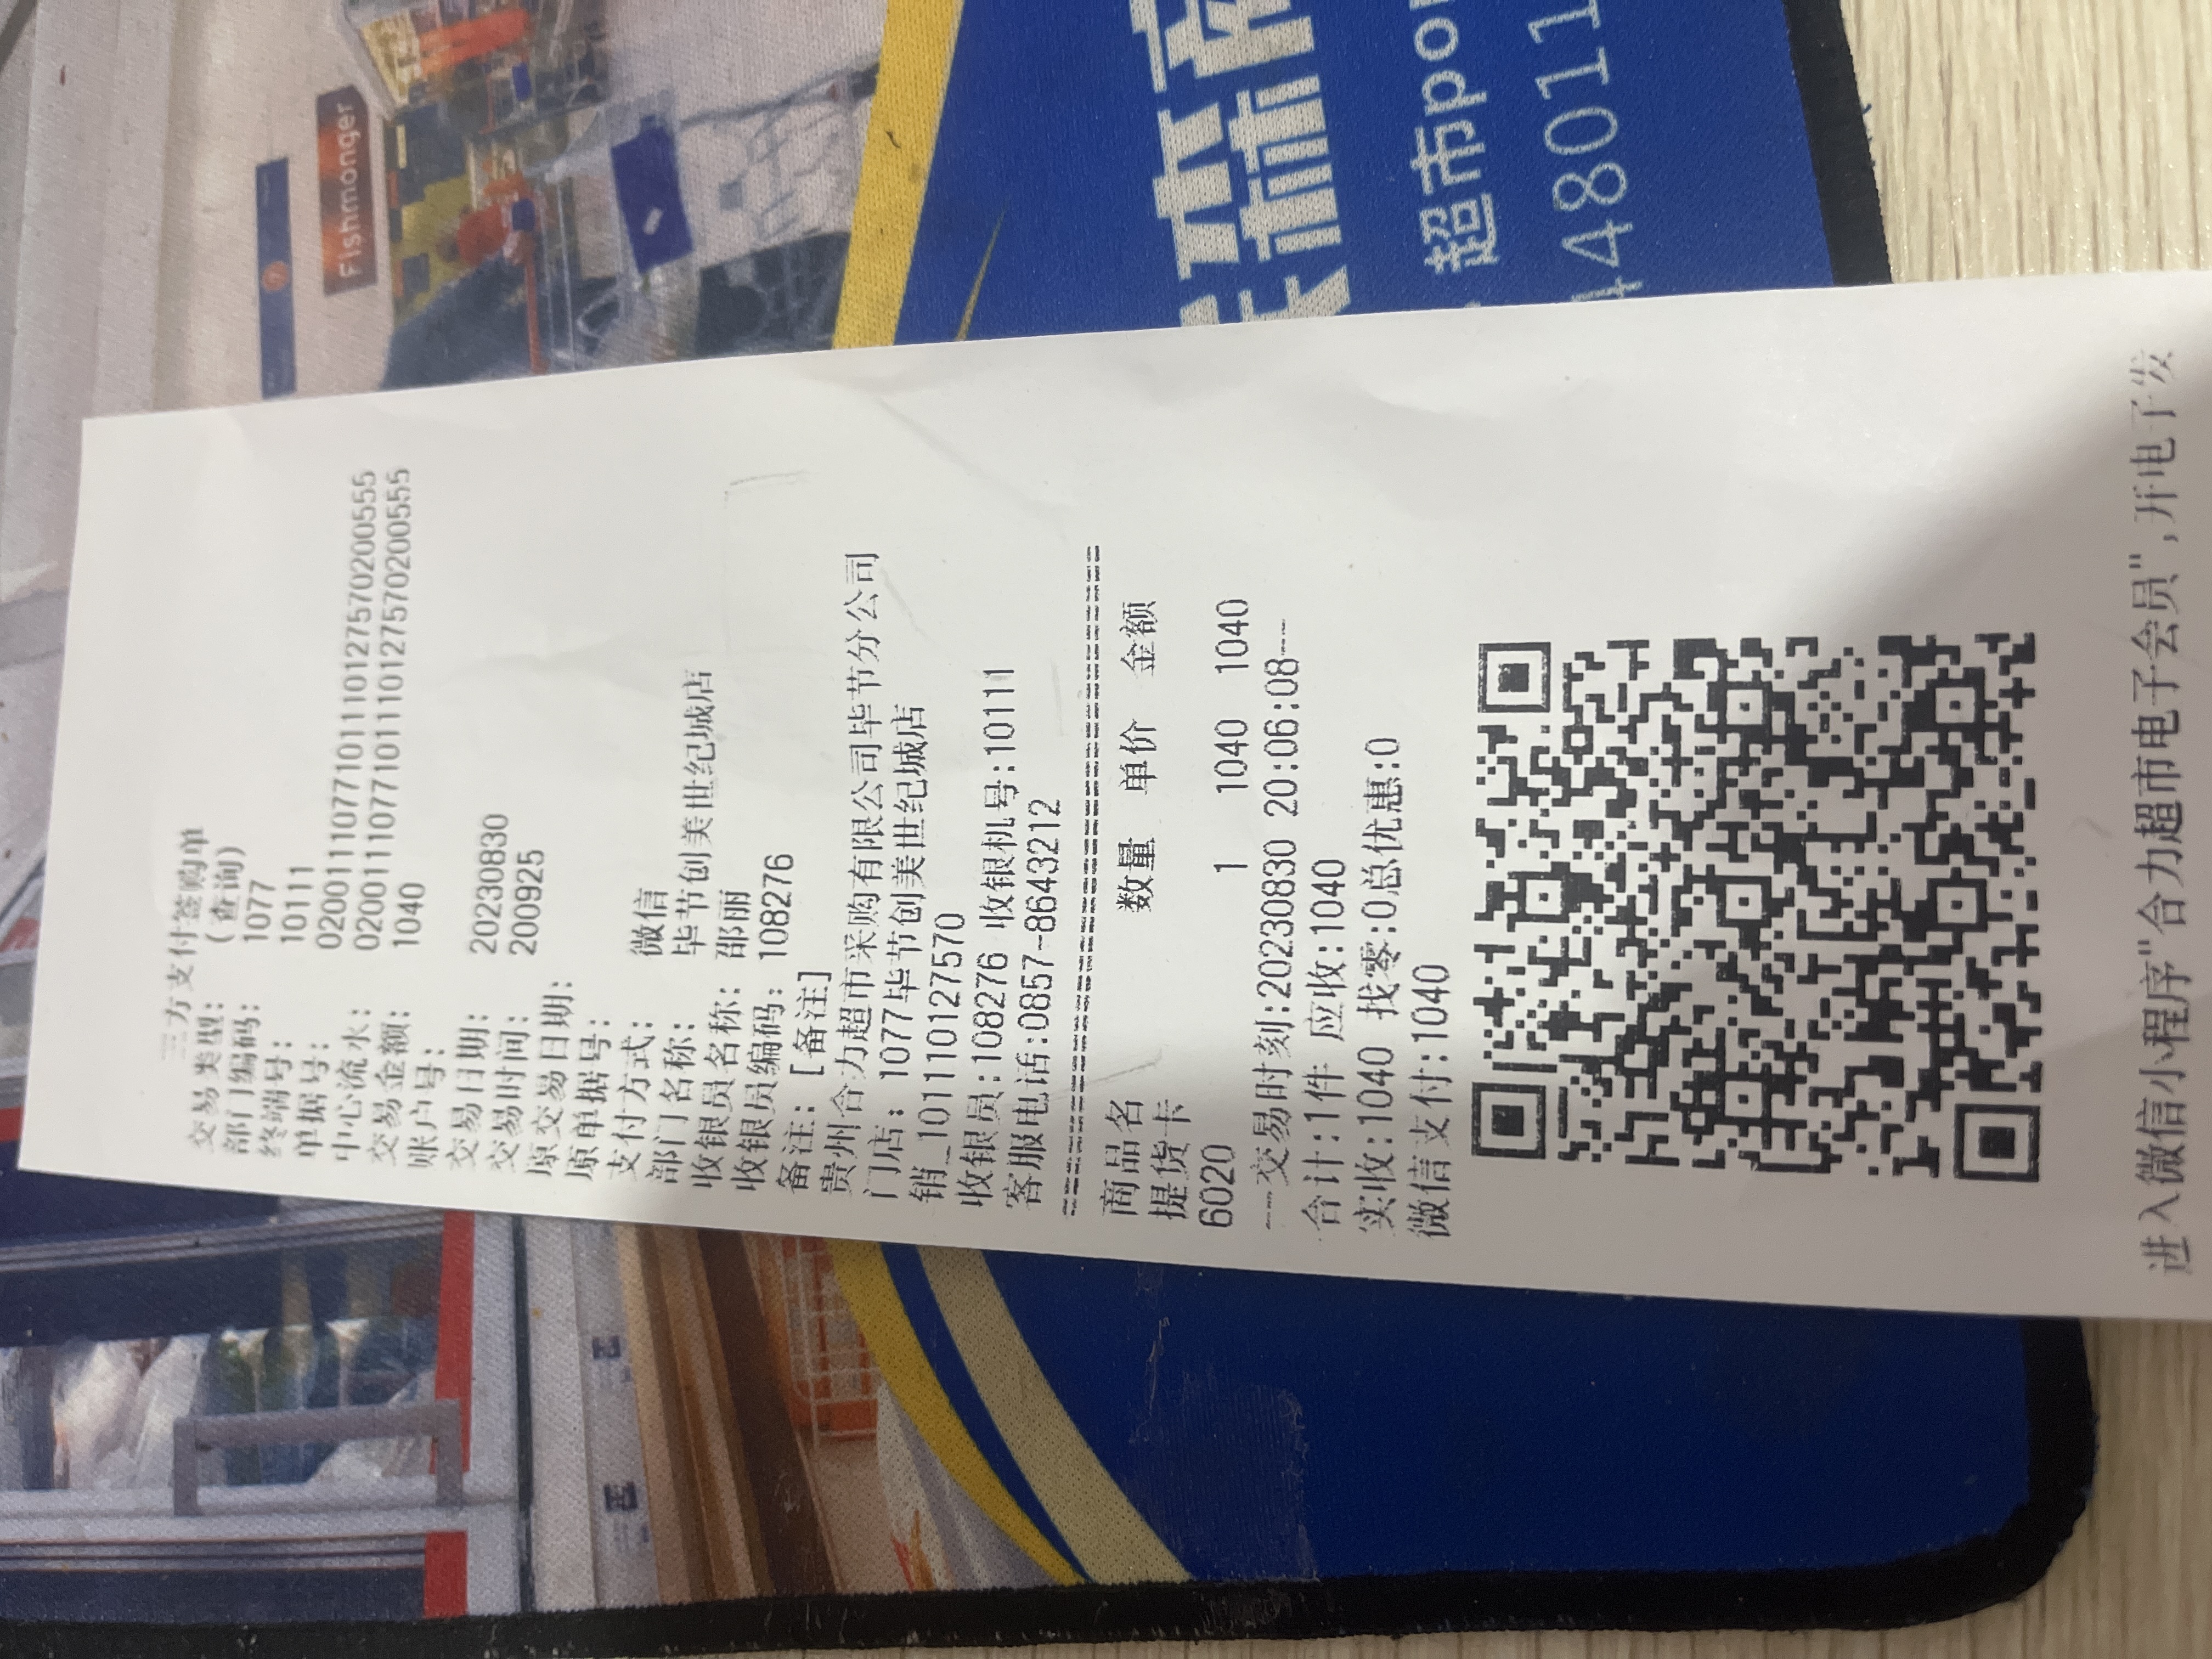 三方支付签购单
交易类型： （查询）
部门编码： 1077
终端号： 10111
单据号： 020011107710111011101275702​00555
中心流水： 0200111077101110127570200555
交易金额： 1040
账户号：
交易日期： 20230830
交易时间： 2009​25
原交易日期：
原单据号：
支付方式： 微信
部门名称： 毕节创美世纪城店
收银员名称： 邵丽
收银员编码： 108276
备注： [备注]
贵州合力超市采购有限公司毕节分公司
门店： 1077毕节创美世纪城店
销_1011101127570
收银员:108276 收银机号:10111
客服电话:0857-8643212
商品名 数量 单价 金额
提货卡
6020 1 1040 1040
---交易时刻:20230830 20:06:08---
合计:1件 应收:1040
实收:1040 找零:0总优惠:0
微信支付:1040
进入微信小程序"合力超市电子会员",开电子发
Fishmonger
超市po
48011